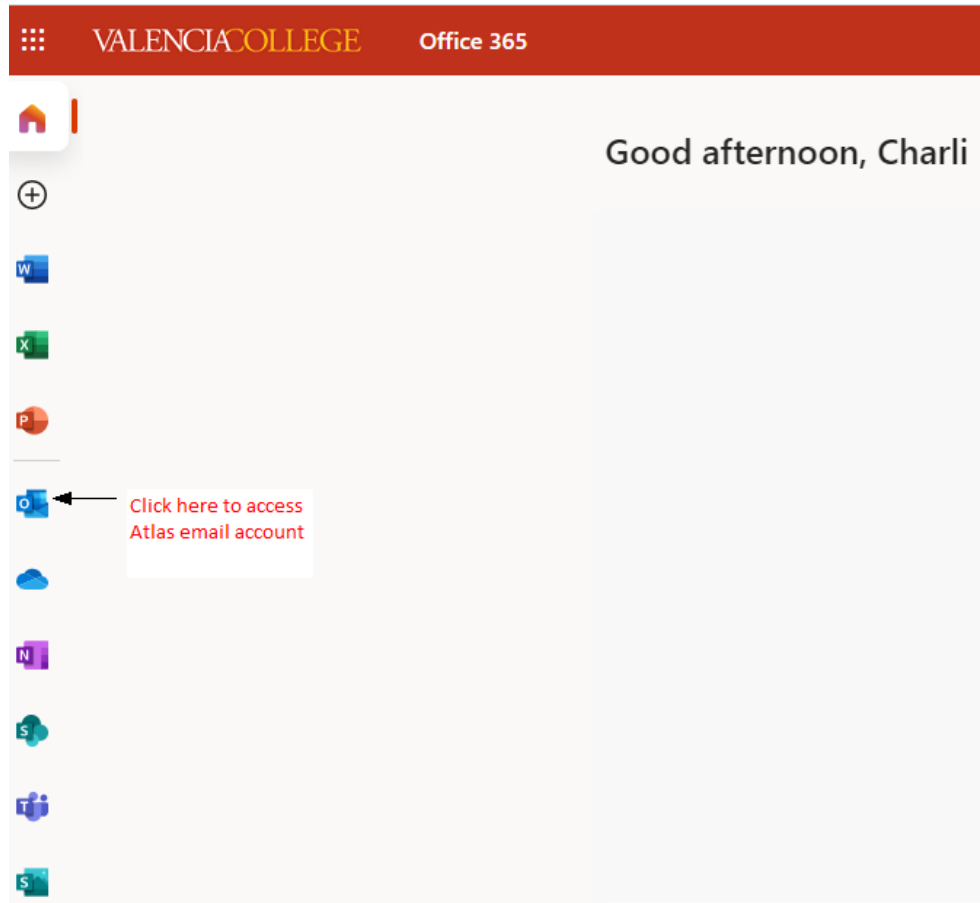 VALENCIACOLLEGE Office 365
Good afternoon, Charli
W
X
P
O
Click here to access
Atlas email account
N
S
T
S